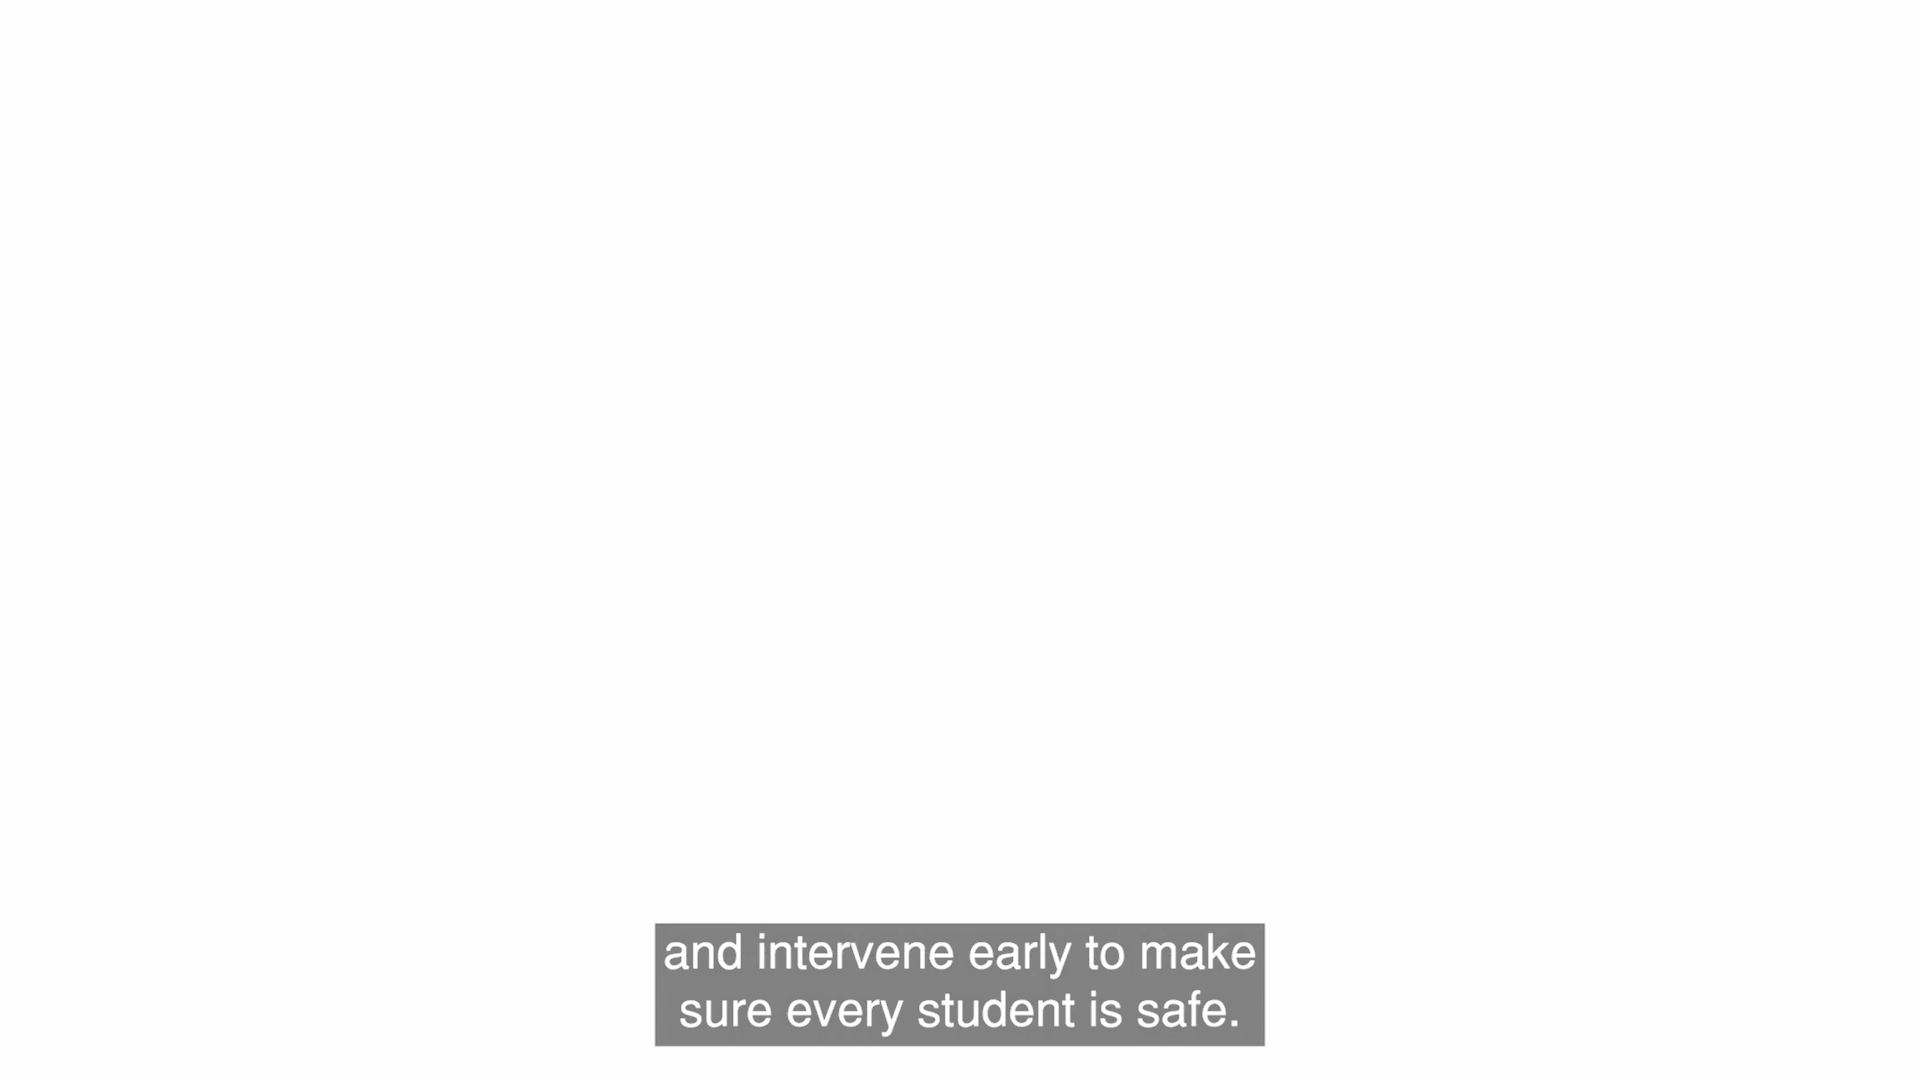 and intervene early to make
sure every student is safe.